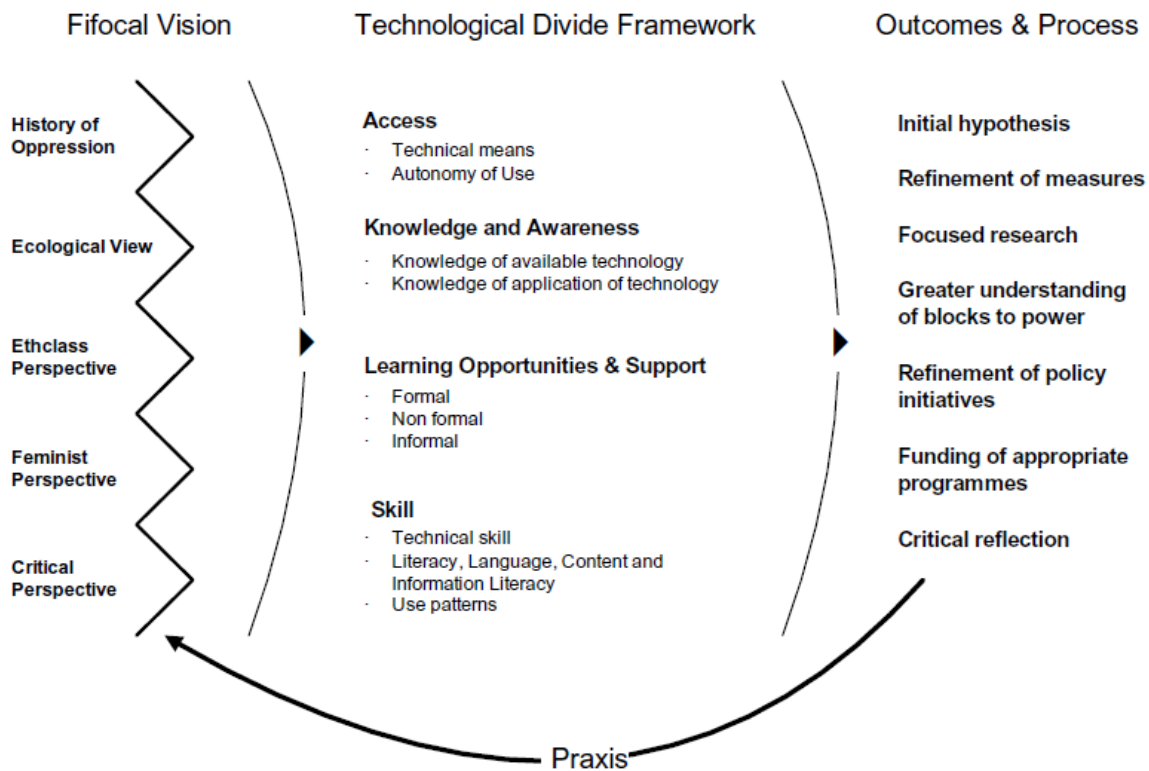 Fifocal Vision
Technological Divide Framework
Outcomes & Process
History of
Oppression
Ecological View
Ethclass
Perspective
Feminist
Perspective
Critical
Perspective
Access
· Technical means
· Autonomy of Use
Knowledge and Awareness
· Knowledge of available technology
· Knowledge of application of technology
Learning Opportunities & Support
· Formal
· Non formal
· Informal
Skill
· Technical skill
· Literacy, Language, Content and
Information Literacy
· Use patterns
Initial hypothesis
Refinement of measures
Focused research
Greater understanding
of blocks to power
Refinement of policy
initiatives
Funding of appropriate
programmes
Critical reflection
Praxis